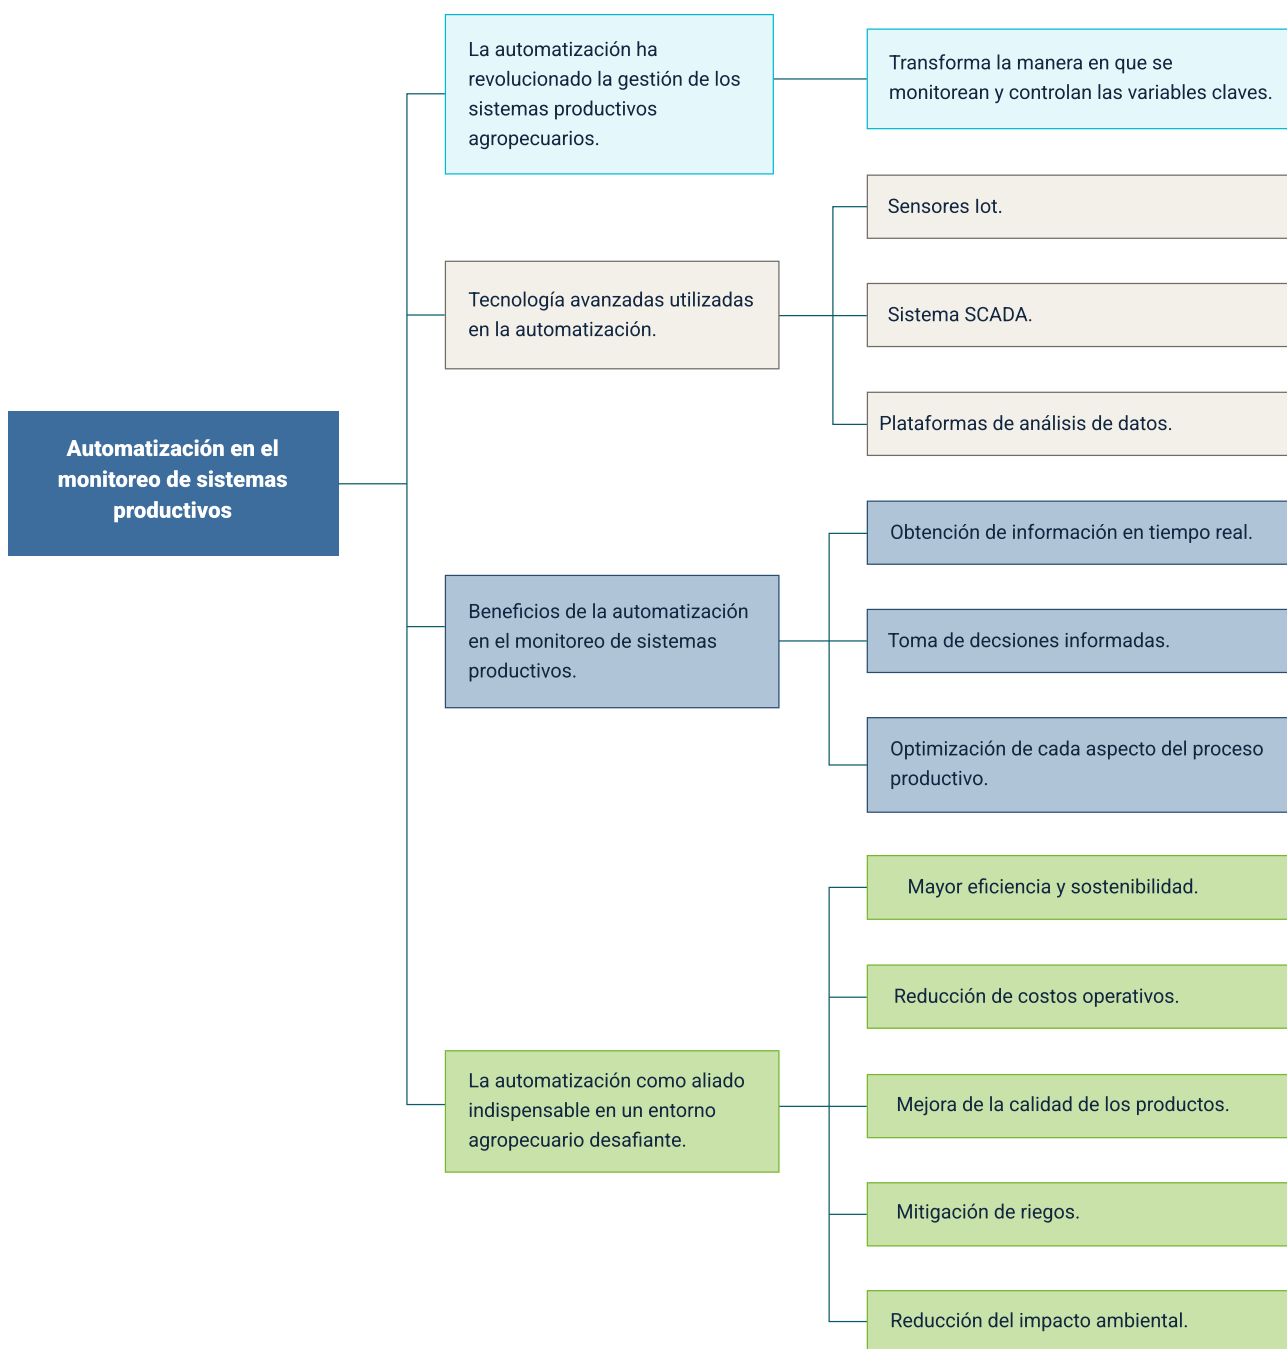 Automatización en el
monitoreo de sistemas
productivos
La automatización ha
revolucionado la gestión de los
sistemas productivos
agropecuarios.
Transforma la manera en que se
monitorean y controlan las variables claves.
Tecnología avanzadas utilizadas
en la automatización.
Sensores Iot.
Sistema SCADA.
Plataformas de análisis de datos.
Beneficios de la automatización
en el monitoreo de sistemas
productivos.
Obtención de información en tiempo real.
Toma de decsiones informadas.
Optimización de cada aspecto del proceso
productivo.
La automatización como aliado
indispensable en un entorno
agropecuario desafiante.
Mayor eficiencia y sostenibilidad.
Reducción de costos operativos.
Mejora de la calidad de los productos.
Mitigación de riegos.
Reducción del impacto ambiental.